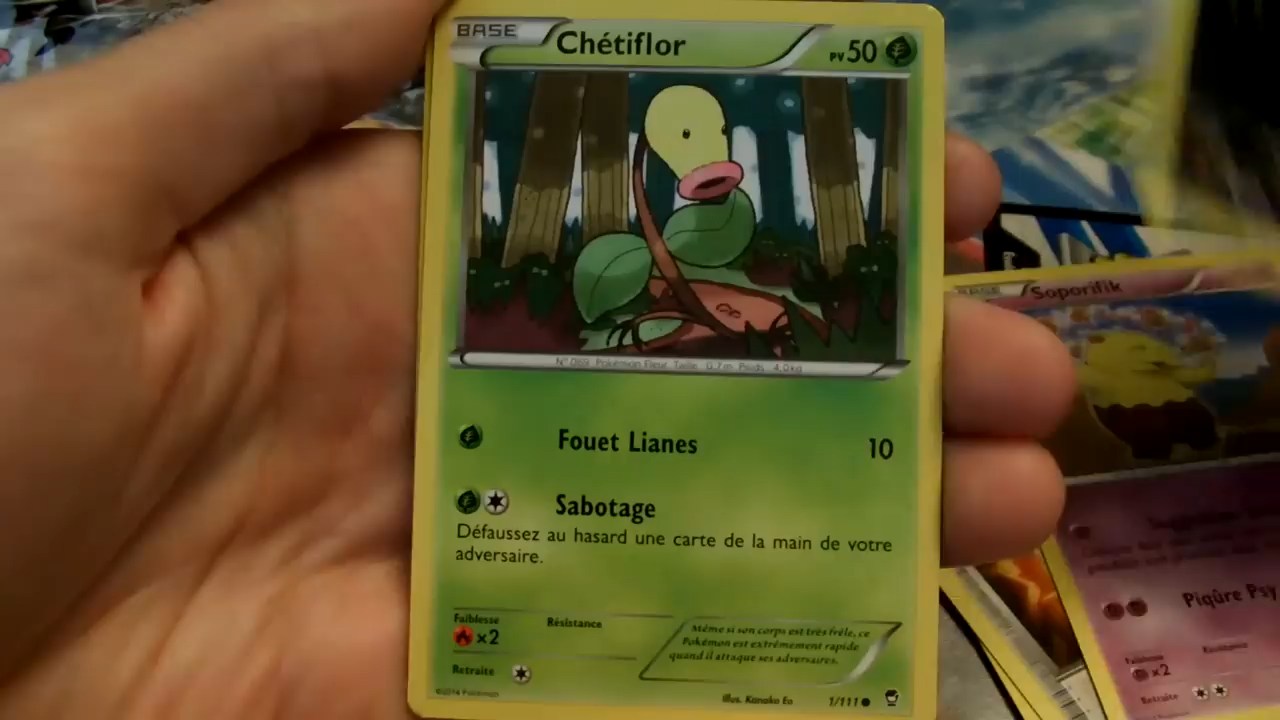 BASE
Chétiflor
PV 50
N° 069 Pokémon Fleur Taille : 0,7 m Poids : 4,0 kg
Fouet Lianes 10
Sabotage
Défaussez au hasard une carte de la main de votre
adversaire.
Faiblesse
×2
Résistance
Même si son corps est très frêle, ce
Pokémon est extrêmement rapide
quand il attaque ses adversaires.
Retraite
©2014 Pokémon
Illus. Kanako Eo
1/111
BASE
Soporifik
Piqûre Psy
Faiblesse
×2
Résistance
Retraite